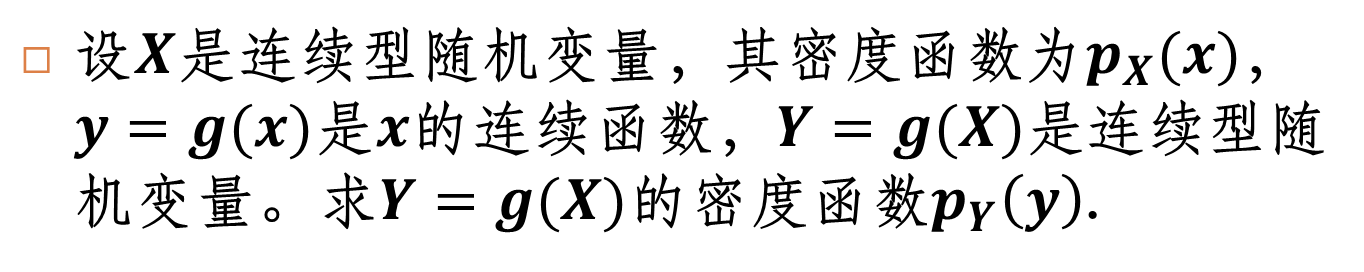 设X是连续型随机变量，其密度函数为p_X(x)，
y = g(x)是x的连续函数，Y = g(X)是连续型随
机变量。求Y = g(X)的密度函数p_Y(y).